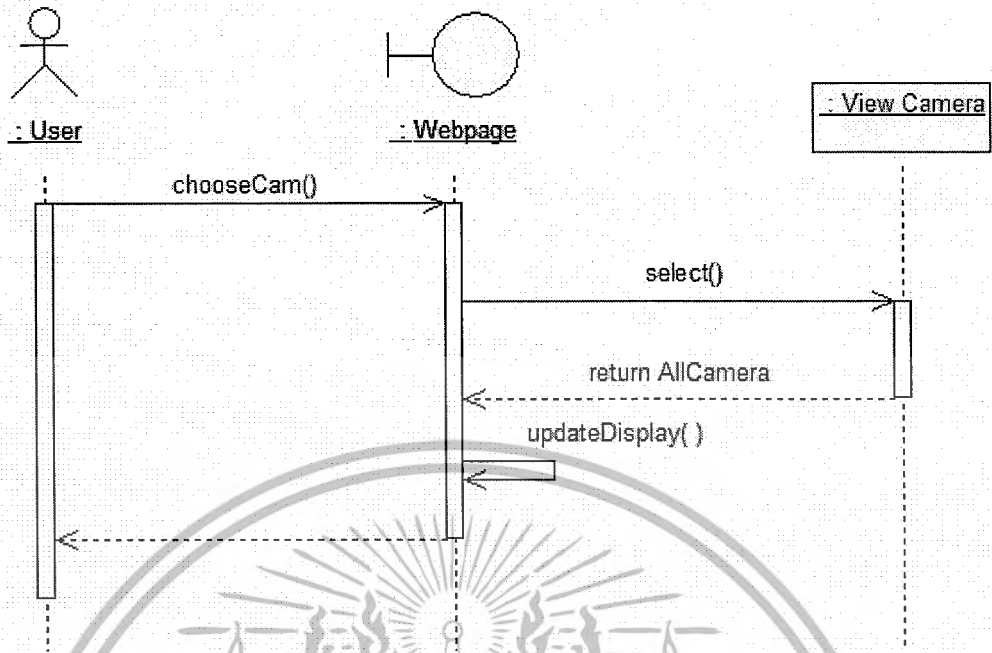 : User
: Webpage
: View Camera
chooseCam()
select()
return AllCamera
updateDisplay( )